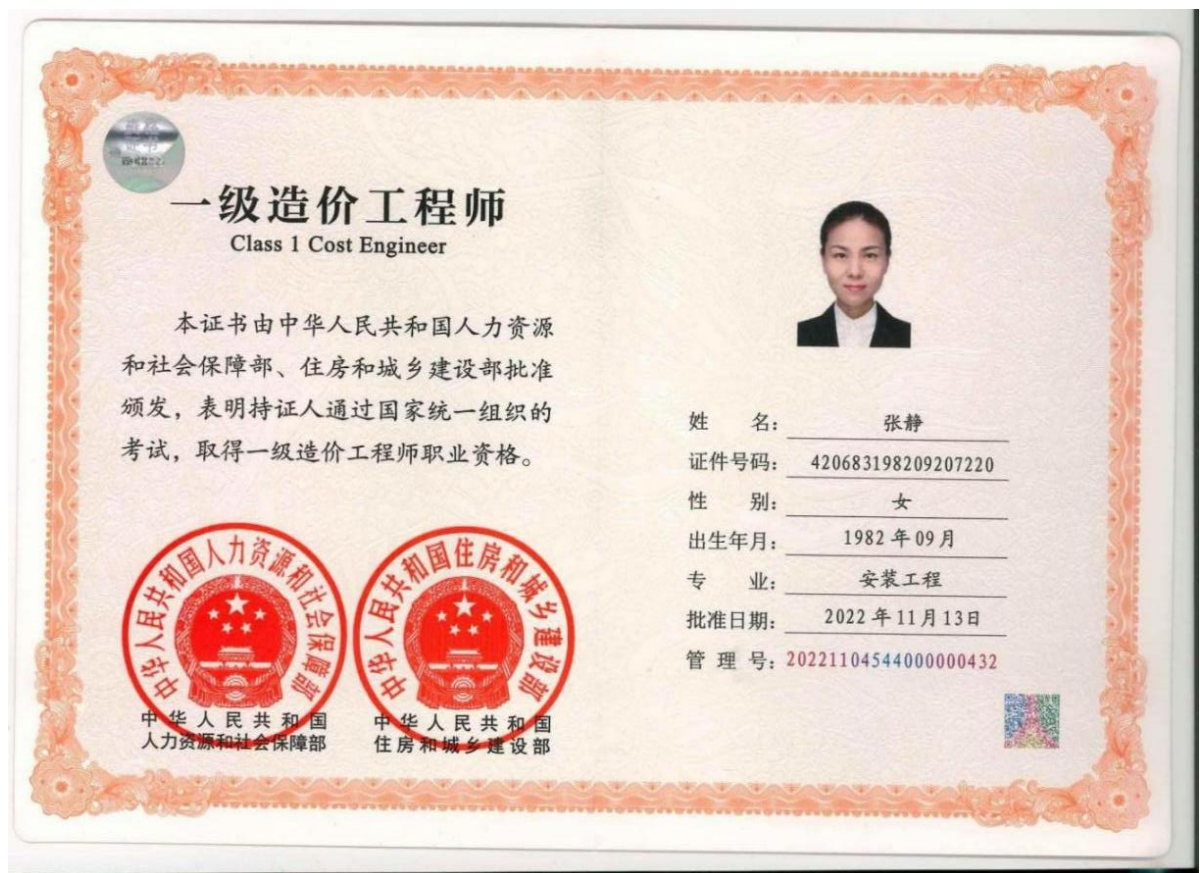 一级造价工程师
Class 1 Cost Engineer
本证书由中华人民共和国人力资源
和社会保障部、住房和城乡建设部批准
颁发，表明持证人通过国家统一组织的
考试，取得一级造价工程师职业资格。
中华人民共和国人力资源和社会保障部
中华人民共和国住房和城乡建设部
中华人民共和国
人力资源和社会保障部
中华人民共和国
住房和城乡建设部
姓 名：张静
证件号码：420683198209207220
性 别：女
出生年月：1982年09月
专 业：安装工程
批准日期：2022年11月13日
管 理 号：20221104544000000432